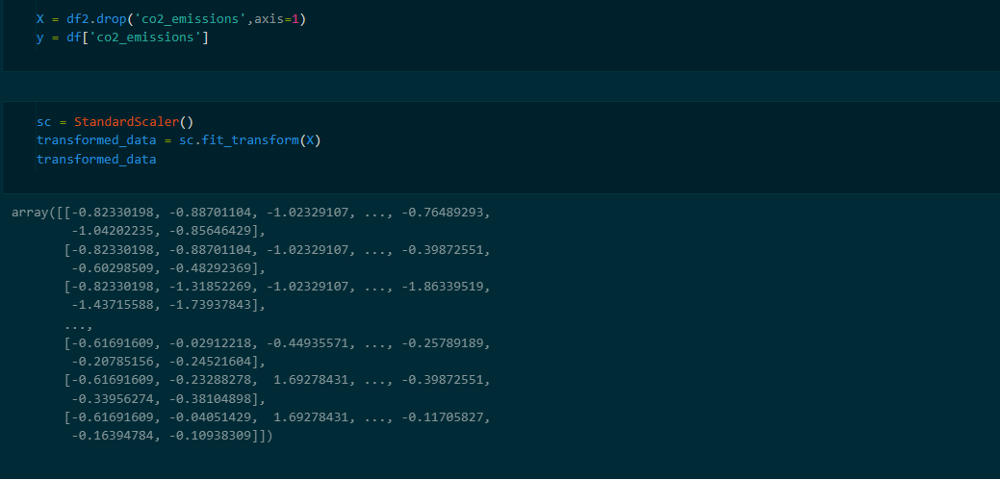 X = df2.drop('co2_emissions',axis=1)
y = df['co2_emissions']
sc = StandardScaler()
transformed_data = sc.fit_transform(X)
transformed_data
array([[-0.82330198, -0.88701104, -1.02329107, ..., -0.76489293,
        -1.04202235, -0.85646429],
       [-0.82330198, -0.88701104, -1.02329107, ..., -0.39872551,
        -0.60298509, -0.48292369],
       [-0.82330198, -1.31852269, -1.02329107, ..., -1.86339519,
        -1.43715588, -1.73937843],
       ...,
       [-0.61691609, -0.02912218, -0.44935571, ..., -0.25789189,
        -0.20785156, -0.24521604],
       [-0.61691609, -0.23288278,  1.69278431, ..., -0.39872551,
        -0.33956274, -0.38104898],
       [-0.61691609, -0.04051429,  1.69278431, ..., -0.11705827,
        -0.16394784, -0.10938309]])